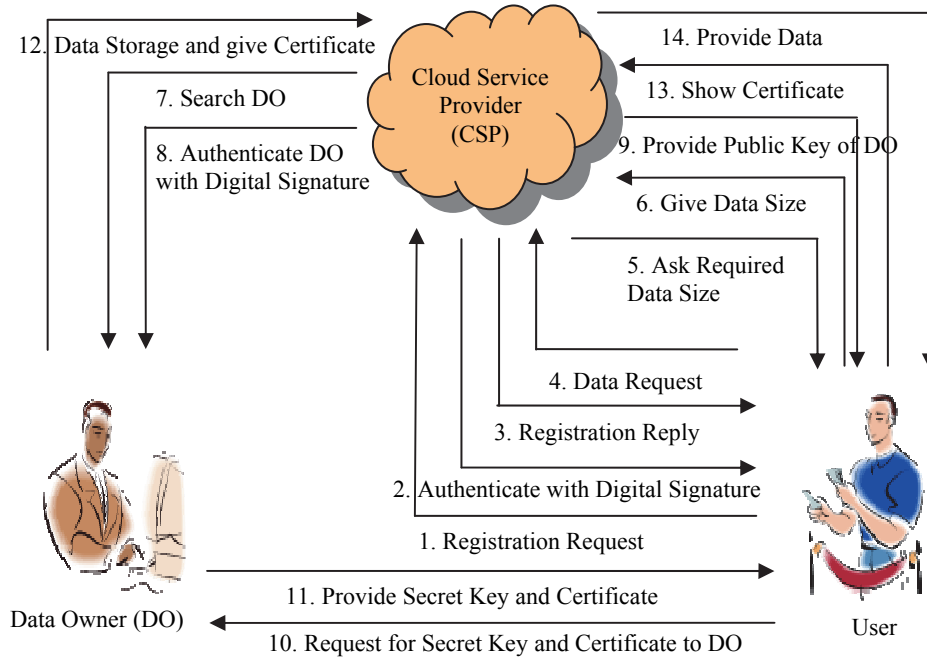 12. Data Storage and give Certificate
14. Provide Data
7. Search DO
Cloud Service
Provider
(CSP)
13. Show Certificate
8. Authenticate DO
with Digital Signature
9. Provide Public Key of DO
6. Give Data Size
5. Ask Required
Data Size
4. Data Request
3. Registration Reply
2. Authenticate with Digital Signature
1. Registration Request
11. Provide Secret Key and Certificate
Data Owner (DO)
10. Request for Secret Key and Certificate to DO
User